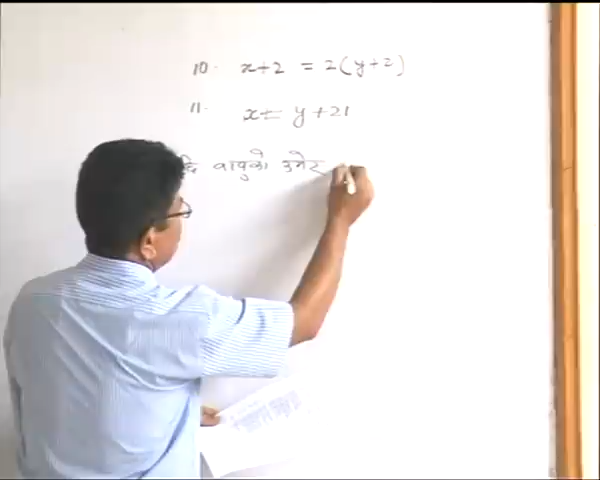 10. x+2 = 2(y+2)
11. x = y+21
बाबुको उमेर